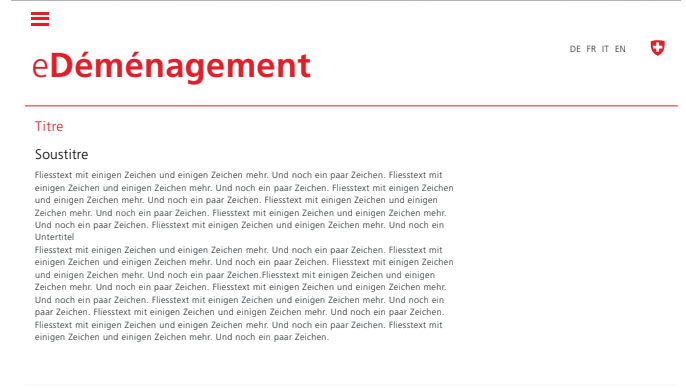 DE FR IT EN
eDéménagement
Titre
Soustitre
Fliesstext mit einigen Zeichen und einigen Zeichen mehr. Und noch ein paar Zeichen. Fliesstext mit
einigen Zeichen und einigen Zeichen mehr. Und noch ein paar Zeichen. Fliesstext mit einigen Zeichen
und einigen Zeichen mehr. Und noch ein paar Zeichen. Fliesstext mit einigen Zeichen und einigen
Zeichen mehr. Und noch ein paar Zeichen. Fliesstext mit einigen Zeichen und einigen Zeichen mehr.
Und noch ein paar Zeichen. Fliesstext mit einigen Zeichen und einigen Zeichen mehr. Und noch ein
Untertitel
Fliesstext mit einigen Zeichen und einigen Zeichen mehr. Und noch ein paar Zeichen. Fliesstext mit
einigen Zeichen und einigen Zeichen mehr. Und noch ein paar Zeichen. Fliesstext mit einigen Zeichen
und einigen Zeichen mehr. Und noch ein paar Zeichen.Fliesstext mit einigen Zeichen und einigen
Zeichen mehr. Und noch ein paar Zeichen. Fliesstext mit einigen Zeichen und einigen Zeichen mehr.
Und noch ein paar Zeichen. Fliesstext mit einigen Zeichen und einigen Zeichen mehr. Und noch ein
paar Zeichen. Fliesstext mit einigen Zeichen und einigen Zeichen mehr. Und noch ein paar Zeichen.
Fliesstext mit einigen Zeichen und einigen Zeichen mehr. Und noch ein paar Zeichen. Fliesstext mit
einigen Zeichen und einigen Zeichen mehr. Und noch ein paar Zeichen.